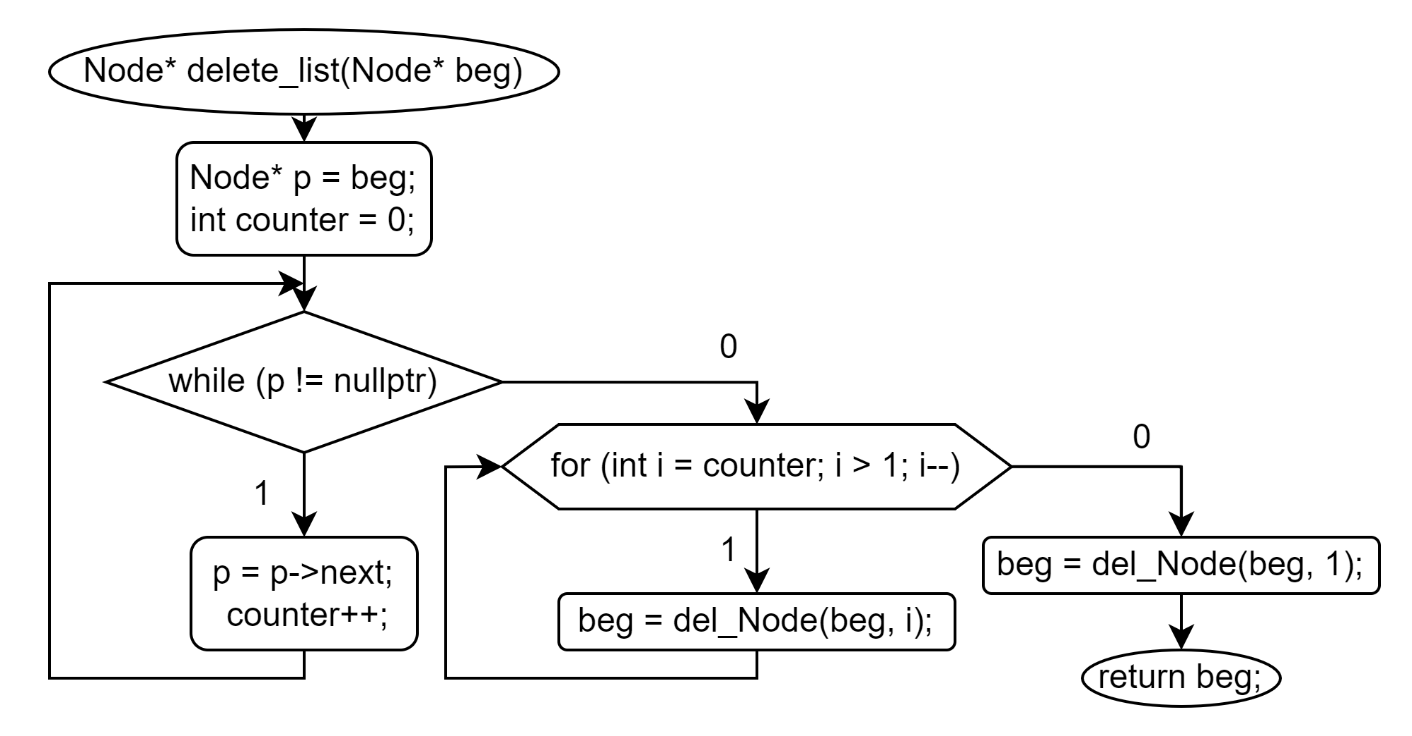 Node* delete_list(Node* beg)
Node* p = beg;
int counter = 0;
while (p != nullptr)
0
1
p = p->next;
counter++;
for (int i = counter; i > 1; i--)
0
1
beg = del_Node(beg, i);
beg = del_Node(beg, 1);
return beg;